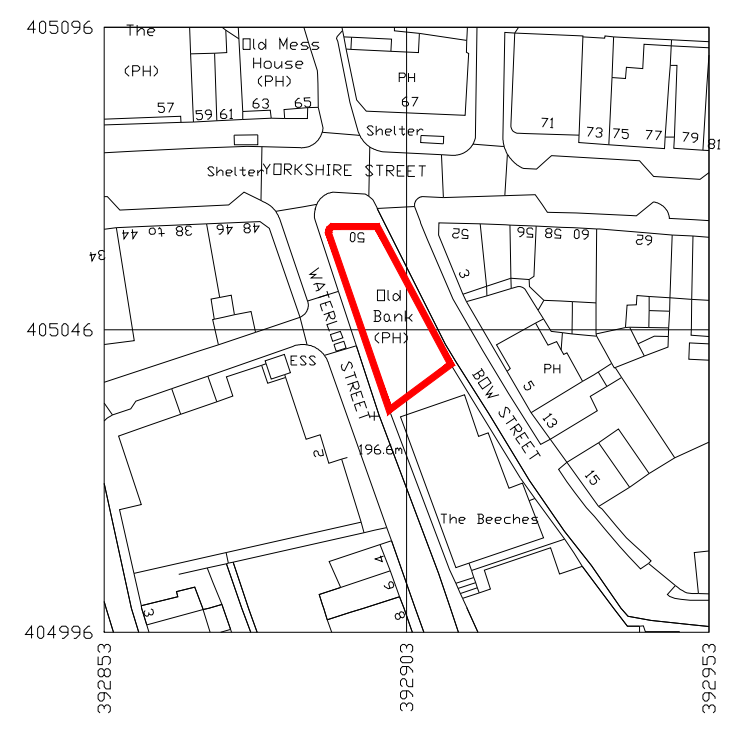 405096
The
(PH)
Old Mess
House
(PH)
PH
67
57
59
61
63
65
71
73
75
77
79
81
Shelter
Shelter
YORKSHIRE STREET
34
44
38 to
46
48
50
52
56
58
60
62
3
WATERLOO STREET
Old
Bank
(PH)
405046
ESS
PH
5
13
BOW STREET
196.6m
2
15
The Beeches
4
6
8
3
404996
392853
392903
392953